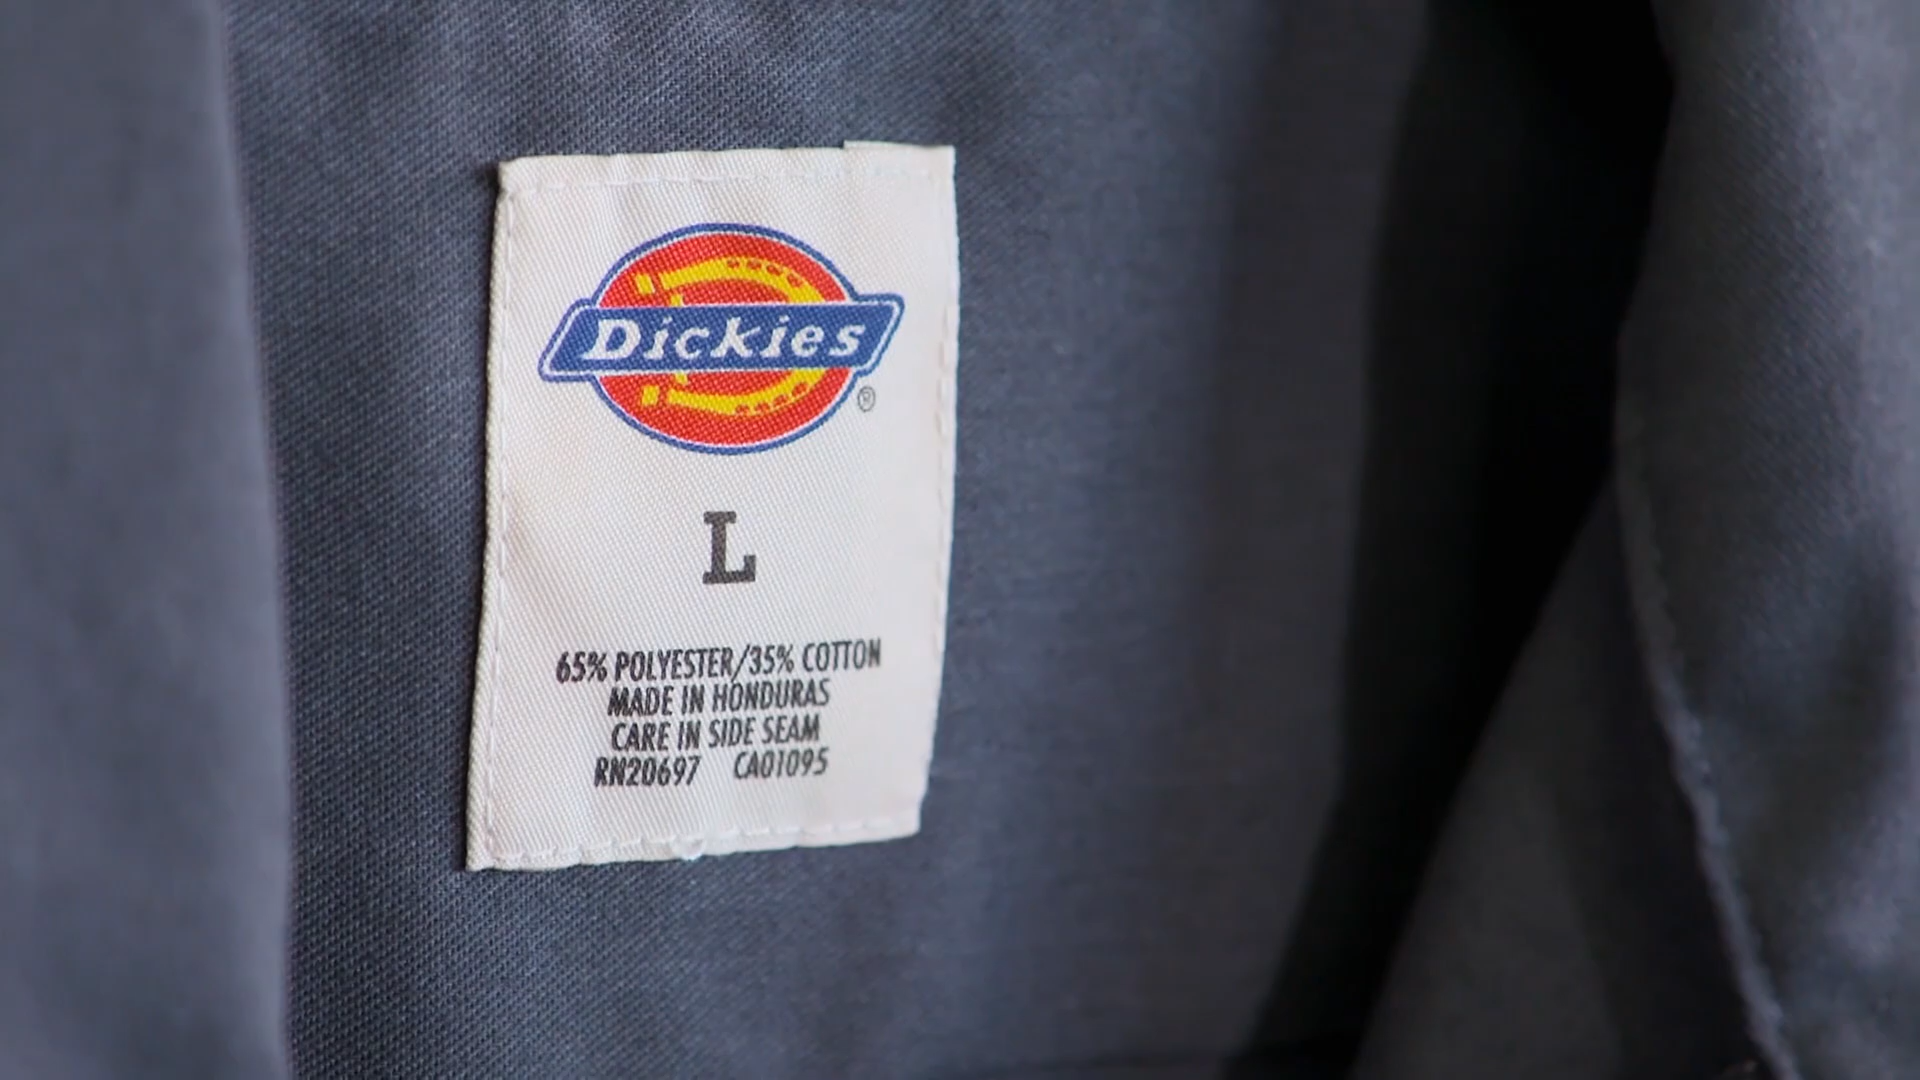 Dickies
®
L
65% POLYESTER/35% COTTON
MADE IN HONDURAS
CARE IN SIDE SEAM
RN20697 CA01095